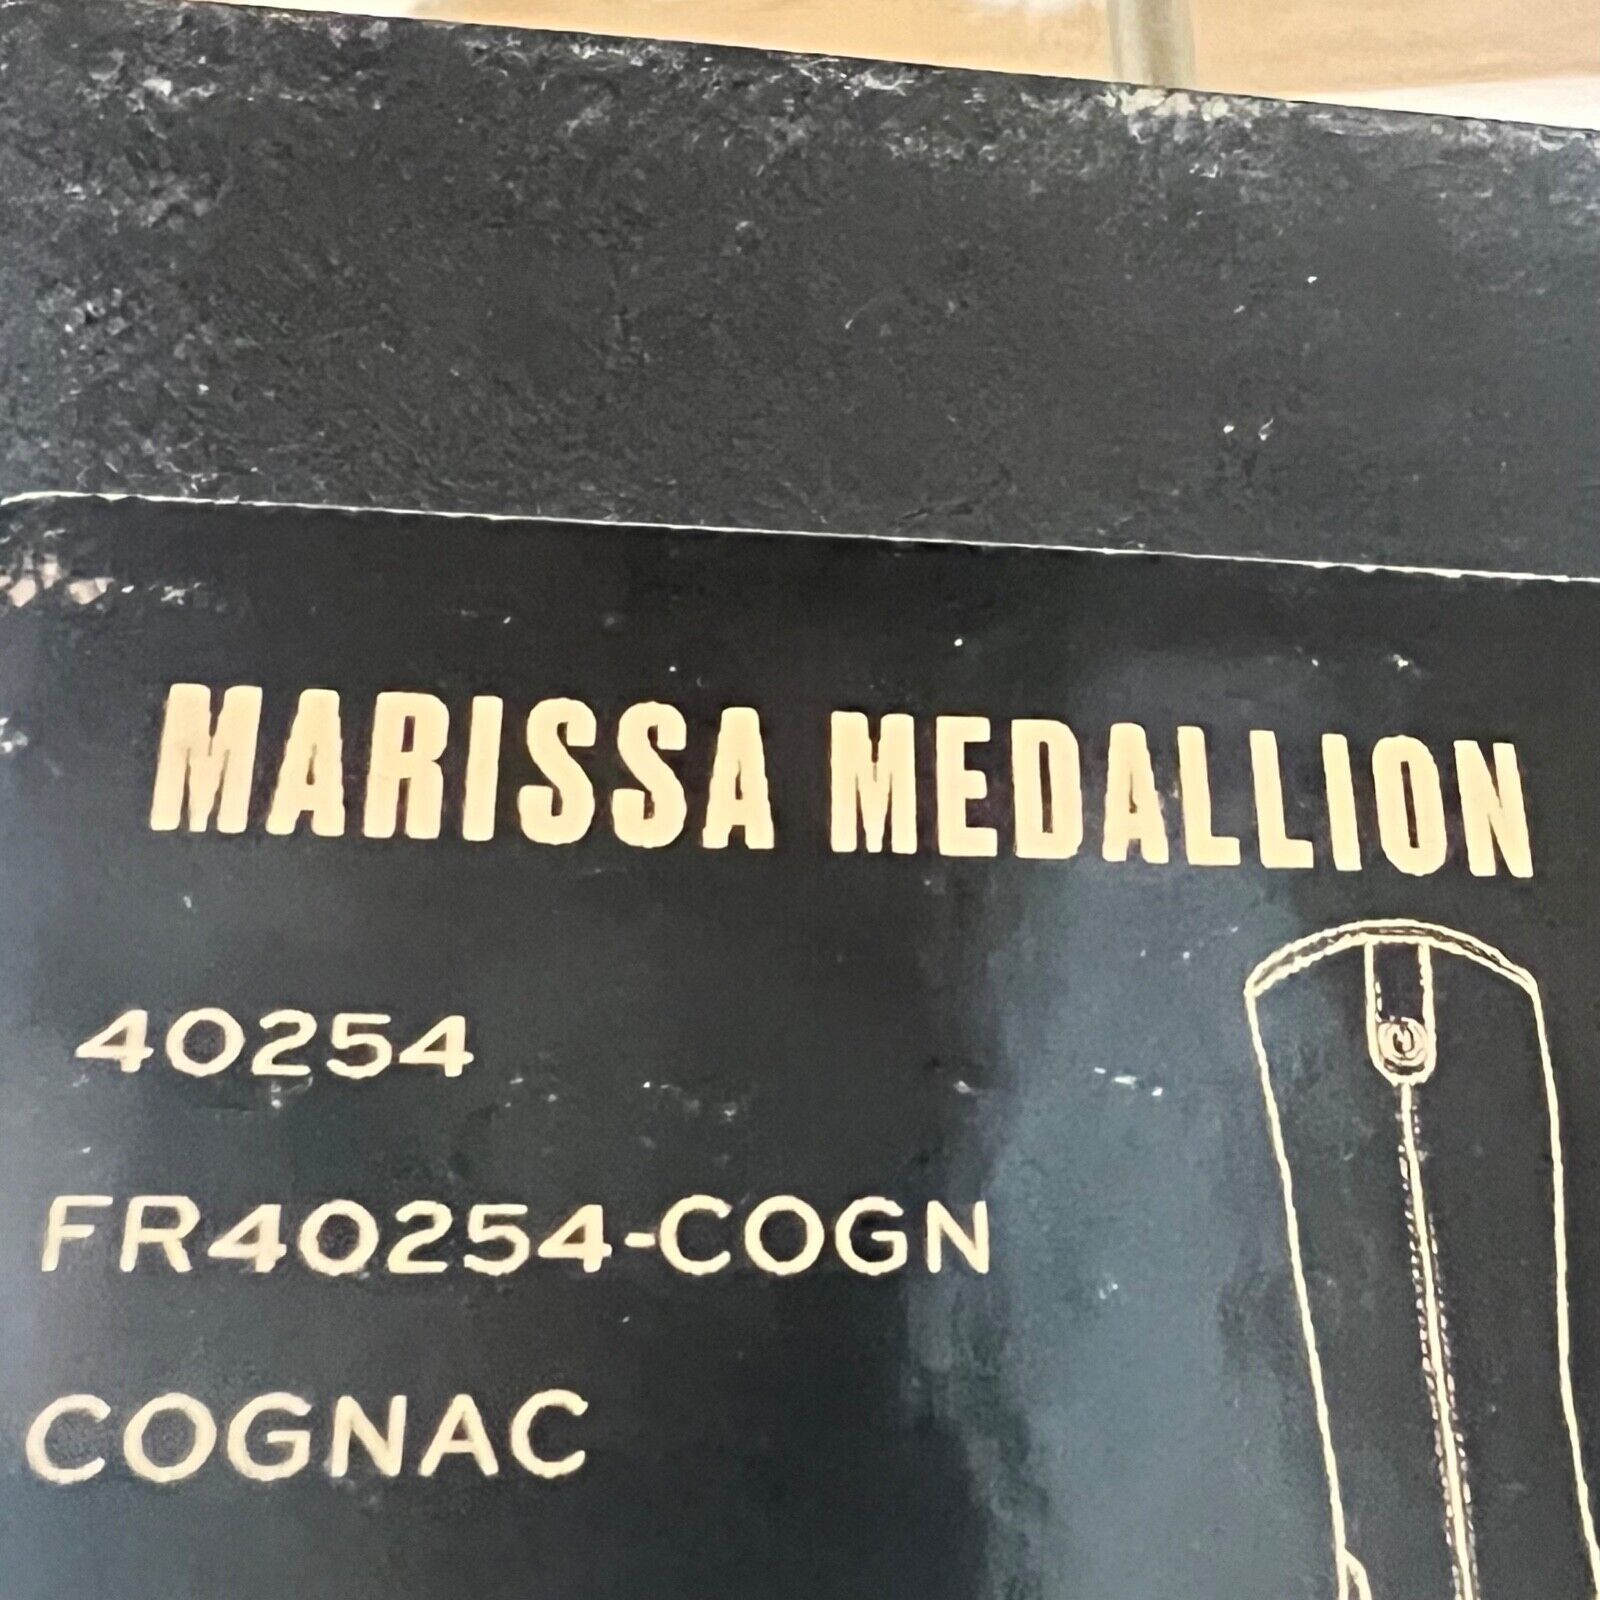 MARISSA MEDALLION
40254
FR40254-COGN
COGNAC